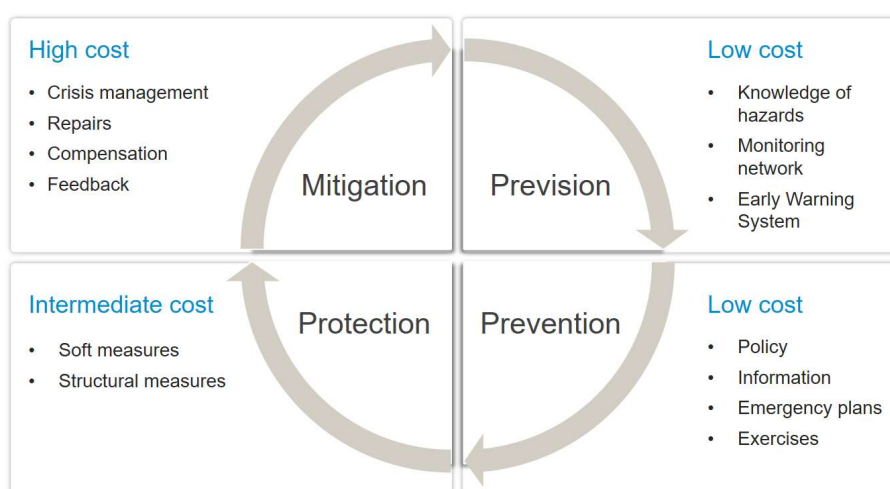 High cost
• Crisis management
• Repairs
• Compensation
• Feedback
Mitigation
Prevision
Low cost
• Knowledge of
hazards
• Monitoring
network
• Early Warning
System
Intermediate cost
• Soft measures
• Structural measures
Protection
Prevention
Low cost
• Policy
• Information
• Emergency plans
• Exercises